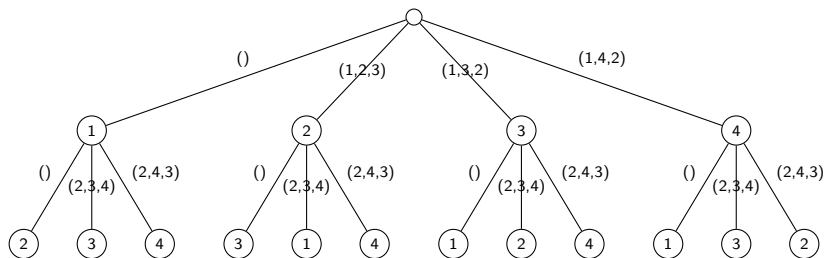 () (1,2,3) (1,3,2) (1,4,2)
1 2 3 4
() (2,3,4) (2,4,3) () (2,3,4) (2,4,3) () (2,3,4) (2,4,3) () (2,3,4) (2,4,3)
2 3 4 3 1 4 1 2 4 1 3 2